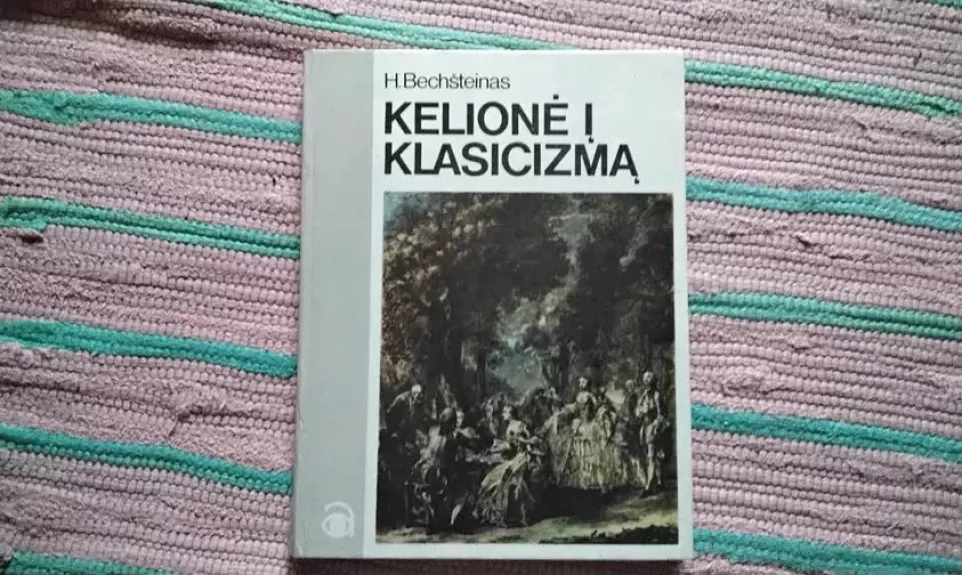 H.Bechšteinas
KELIONĖ Į
KLASICIZMĄ